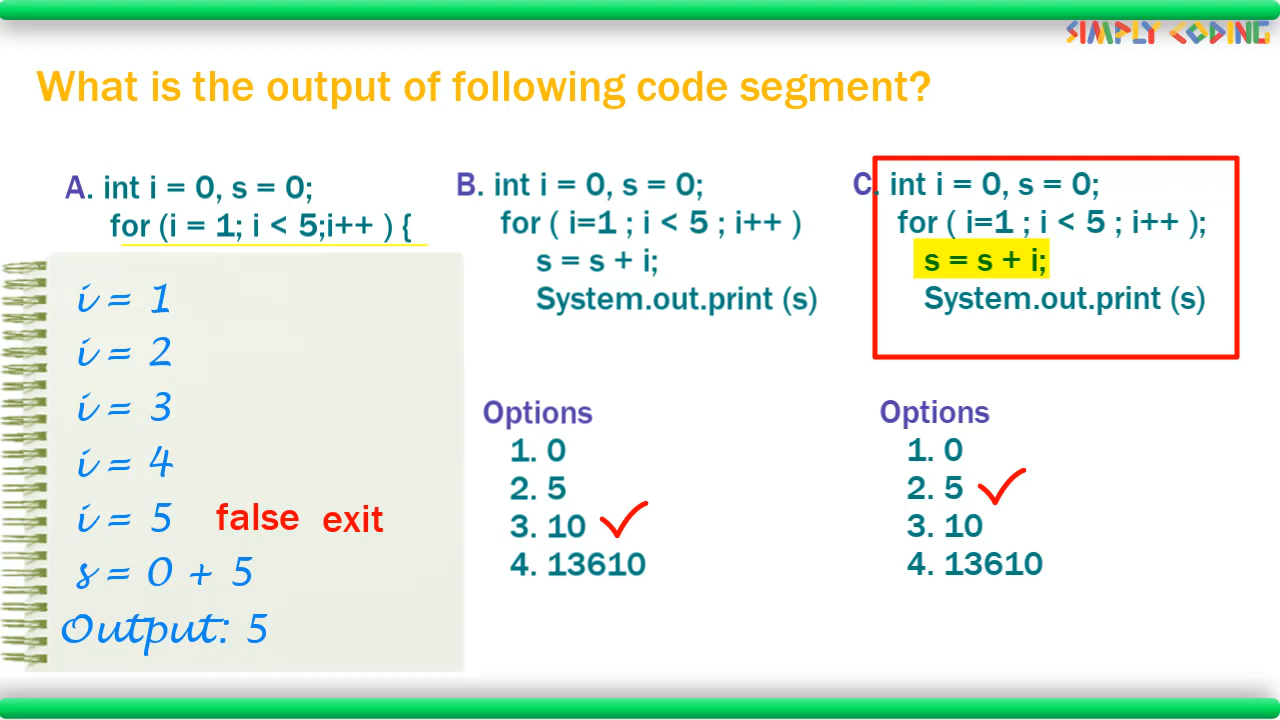 SIMPLY CODING
What is the output of following code segment?
A. int i = 0, s = 0;
for (i = 1; i < 5;i++ ) {
i = 1
i = 2
i = 3
i = 4
i = 5 false exit
s = 0 + 5
Output: 5
B. int i = 0, s = 0;
for ( i=1 ; i < 5 ; i++ )
s = s + i;
System.out.print (s)
Options
1. 0
2. 5
3. 10
4. 13610
C. int i = 0, s = 0;
for ( i=1 ; i < 5 ; i++ );
s = s + i;
System.out.print (s)
Options
1. 0
2. 5
3. 10
4. 13610